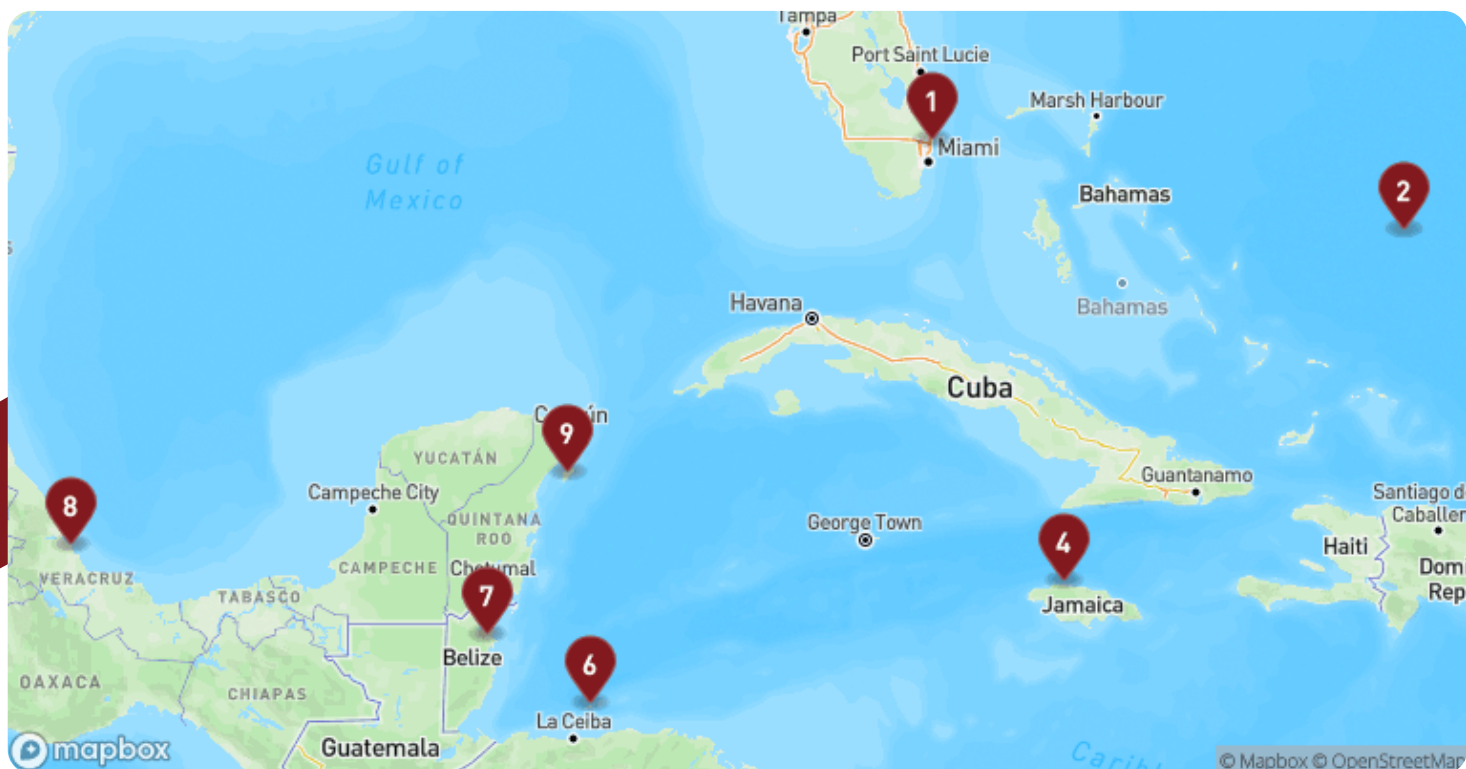 Tampa
Port Saint Lucie
1
Marsh Harbour
Miami
Gulf of
Mexico
2
Bahamas
Havana
Bahamas
Cuba
9
YUCATÁN
Guantanamo
Campeche City
8
Santiago d
Caballer
QUINTANA
ROO
George Town
4
Haiti
CAMPECHE
Chetumal
Dom
Rep
VERACRUZ
TABASCO
7
Jamaica
Belize
6
OAXACA
CHIAPAS
La Ceiba
Guatemala
mapbox
Caribb
© Mapbox © OpenStreetMap